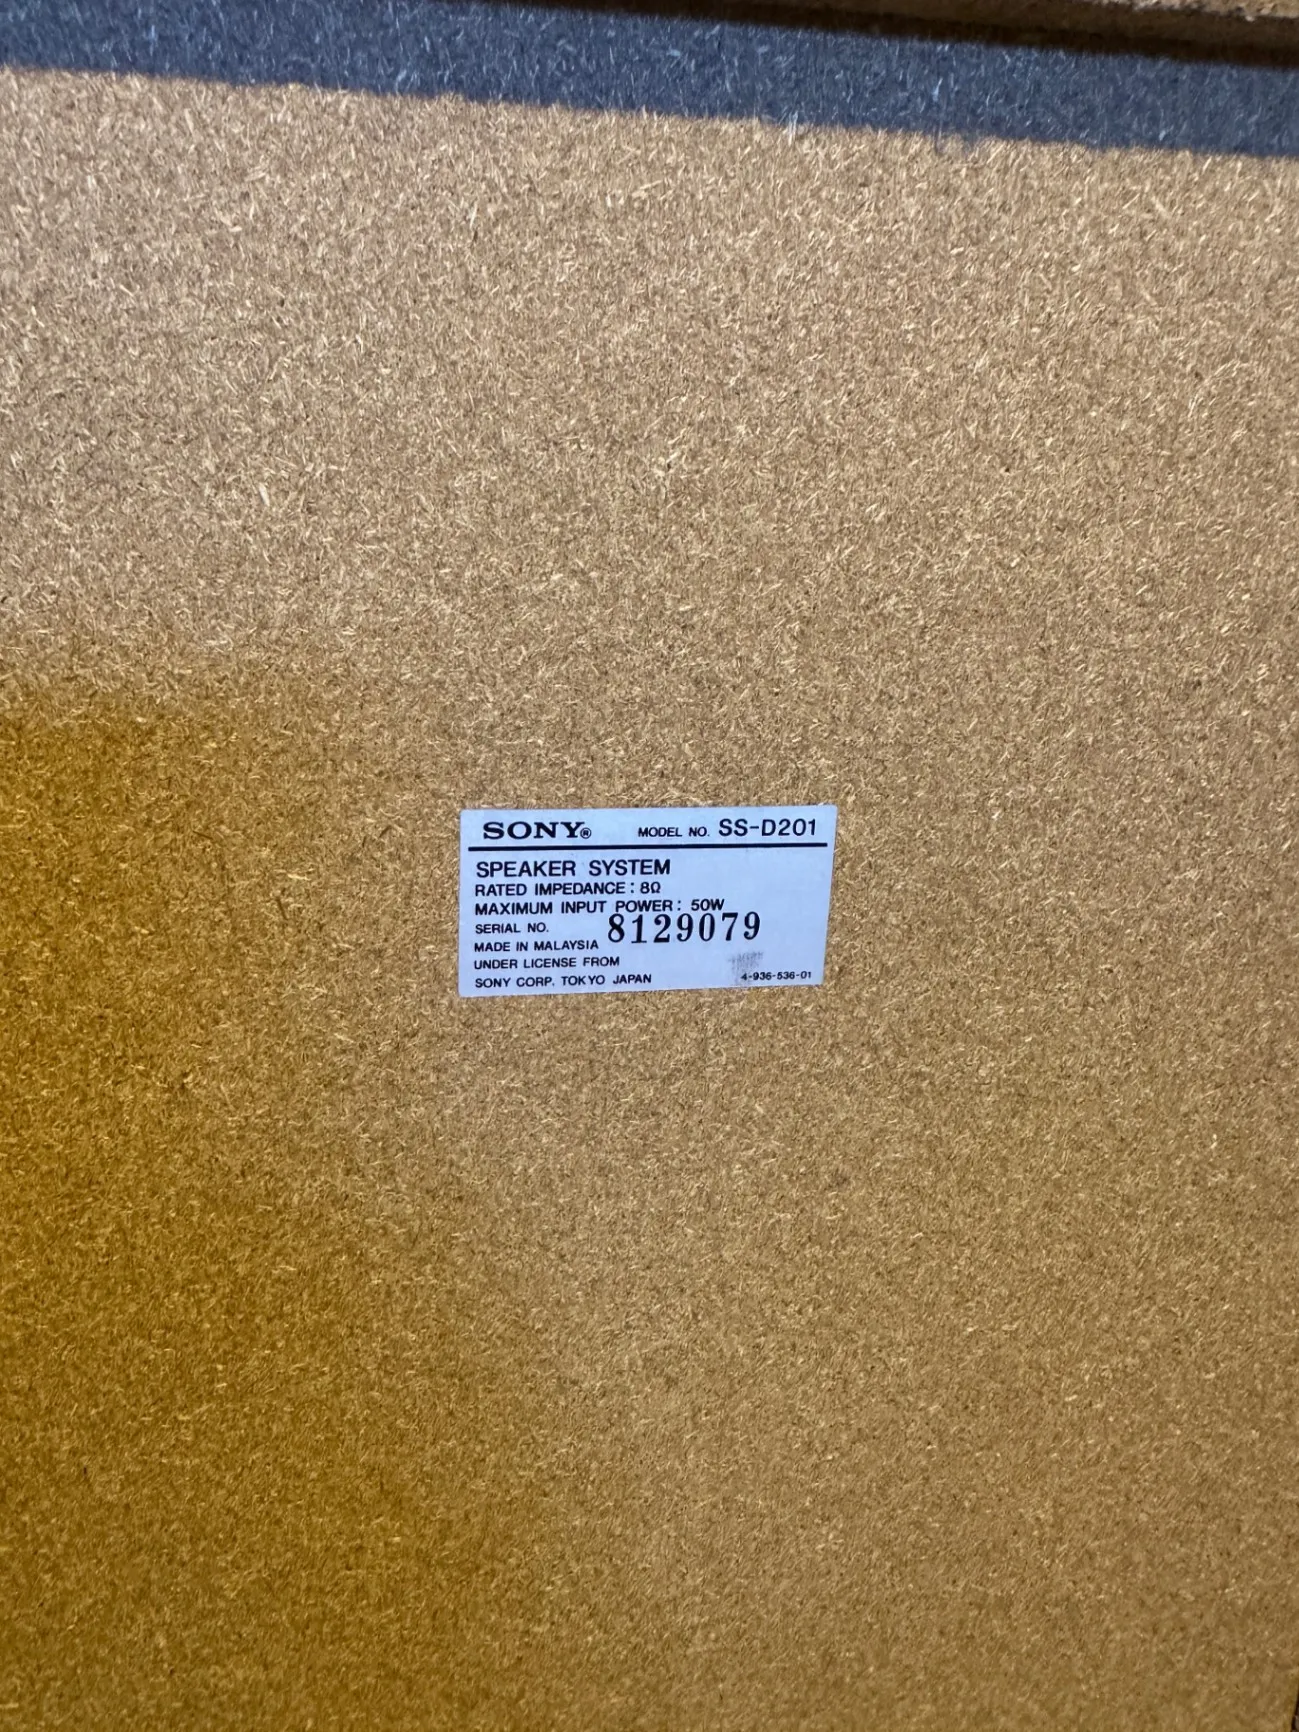 SONY® MODEL NO. SS-D201
SPEAKER SYSTEM
RATED IMPEDANCE : 8Ω
MAXIMUM INPUT POWER : 50W
SERIAL NO. 8129079
MADE IN MALAYSIA
UNDER LICENSE FROM
SONY CORP. TOKYO JAPAN 4-936-536-01